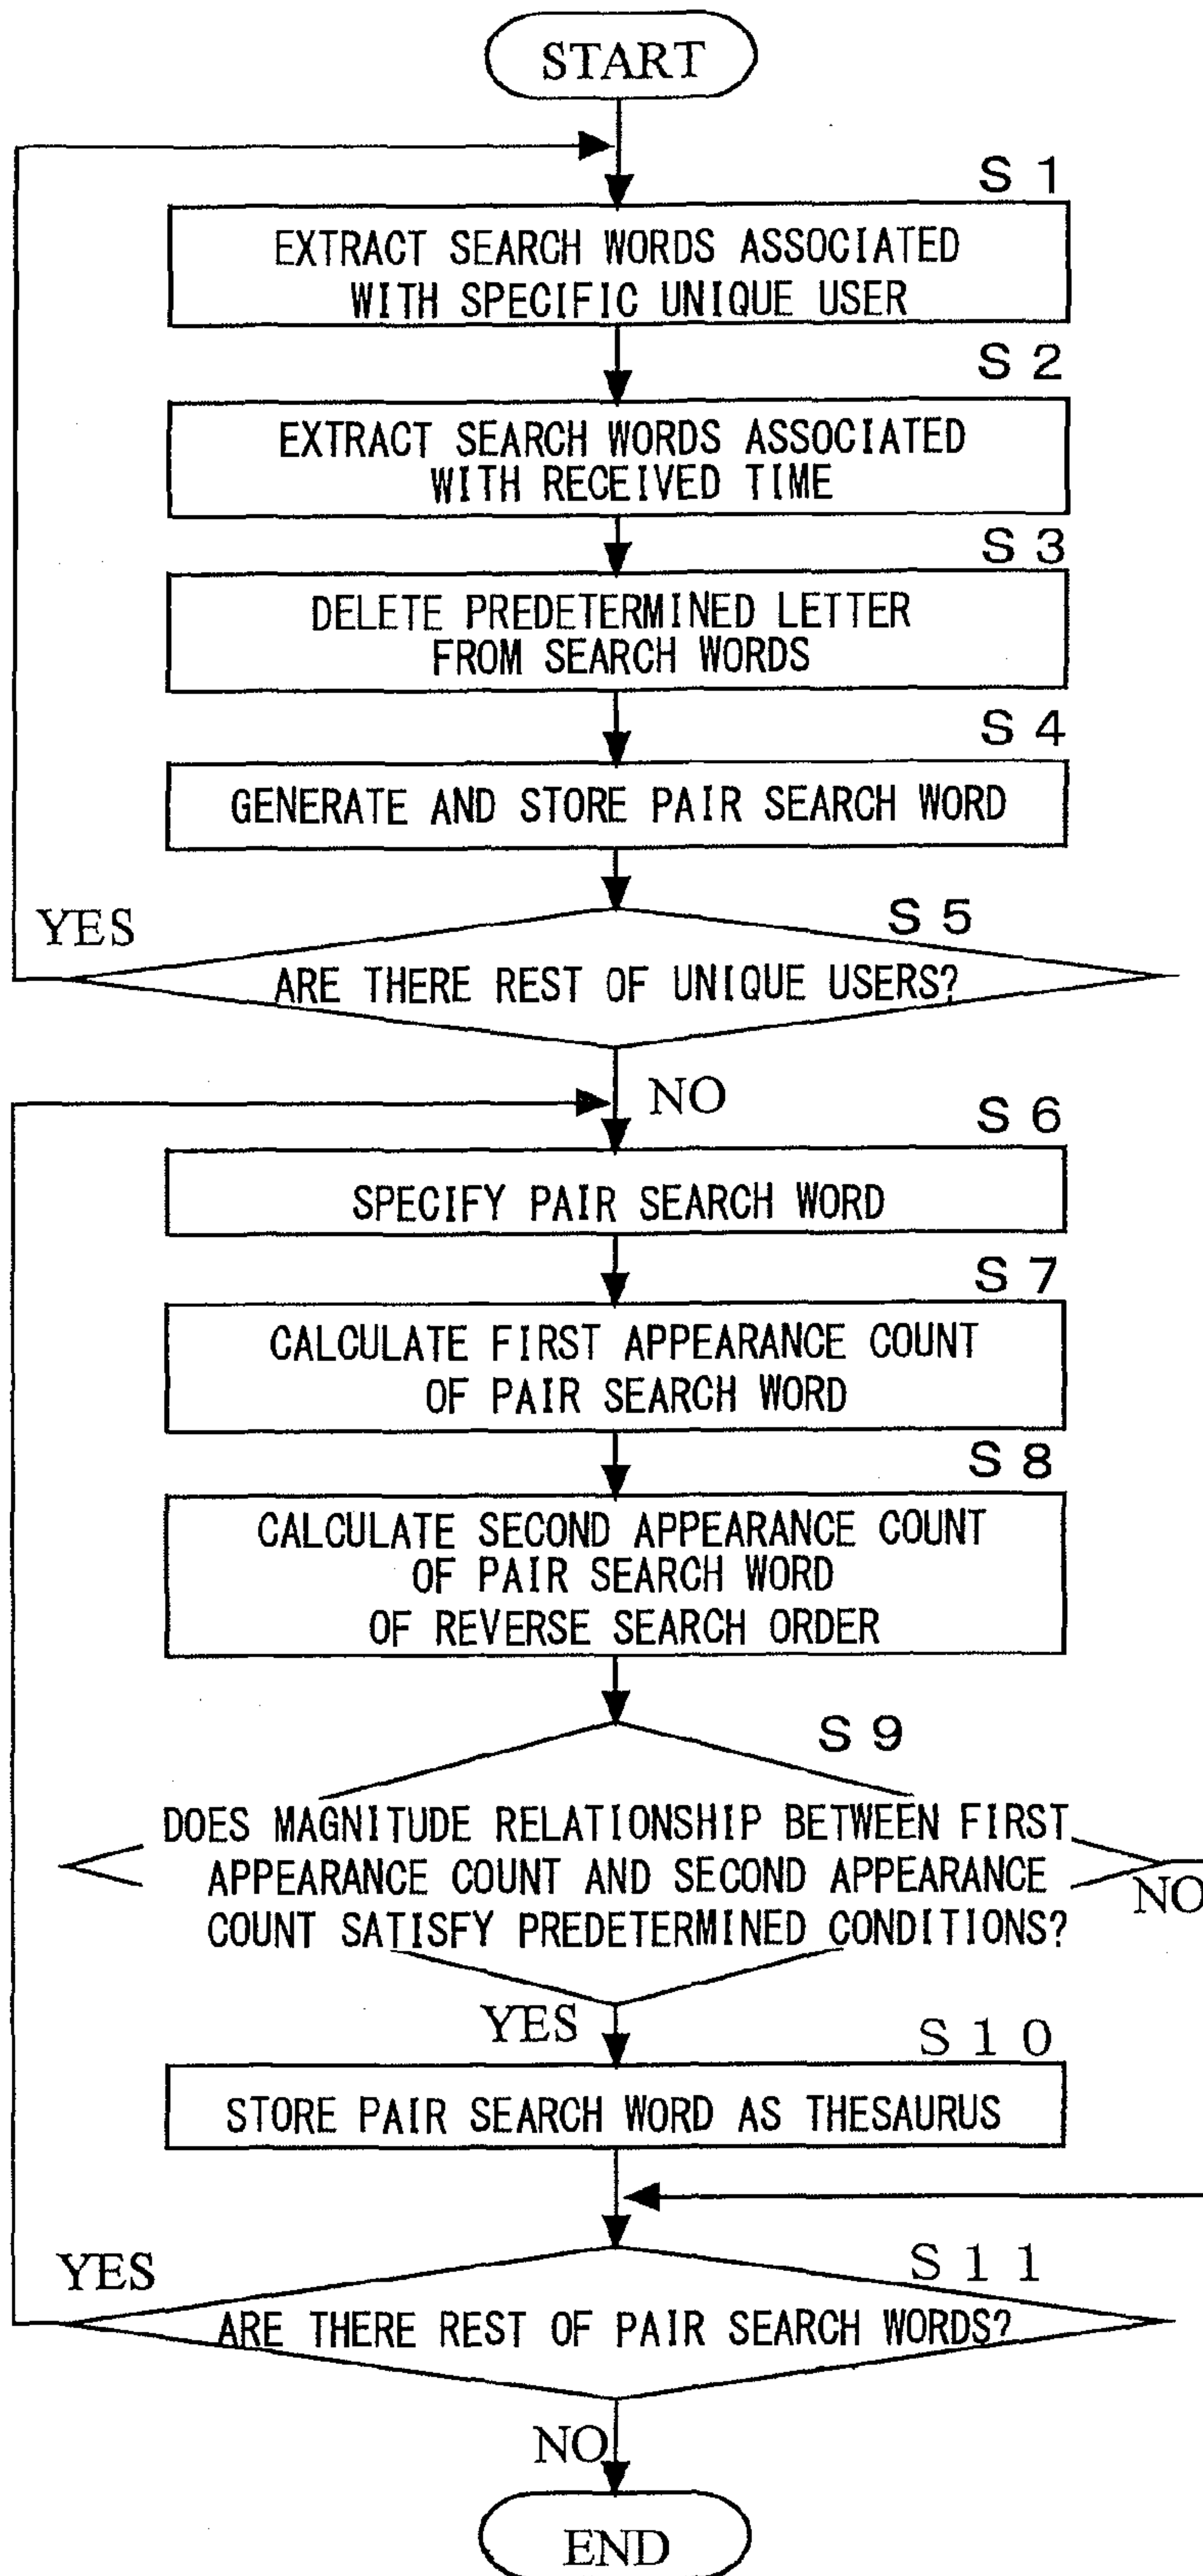 START
S 1
EXTRACT SEARCH WORDS ASSOCIATED
WITH SPECIFIC UNIQUE USER
S 2
EXTRACT SEARCH WORDS ASSOCIATED
WITH RECEIVED TIME
S 3
DELETE PREDETERMINED LETTER
FROM SEARCH WORDS
S 4
GENERATE AND STORE PAIR SEARCH WORD
YES
S 5
ARE THERE REST OF UNIQUE USERS?
NO
S 6
SPECIFY PAIR SEARCH WORD
S 7
CALCULATE FIRST APPEARANCE COUNT
OF PAIR SEARCH WORD
S 8
CALCULATE SECOND APPEARANCE COUNT
OF PAIR SEARCH WORD
OF REVERSE SEARCH ORDER
S 9
DOES MAGNITUDE RELATIONSHIP BETWEEN FIRST
APPEARANCE COUNT AND SECOND APPEARANCE
COUNT SATISFY PREDETERMINED CONDITIONS?
NO
YES
S 1 0
STORE PAIR SEARCH WORD AS THESAURUS
YES
S 1 1
ARE THERE REST OF PAIR SEARCH WORDS?
NO
END